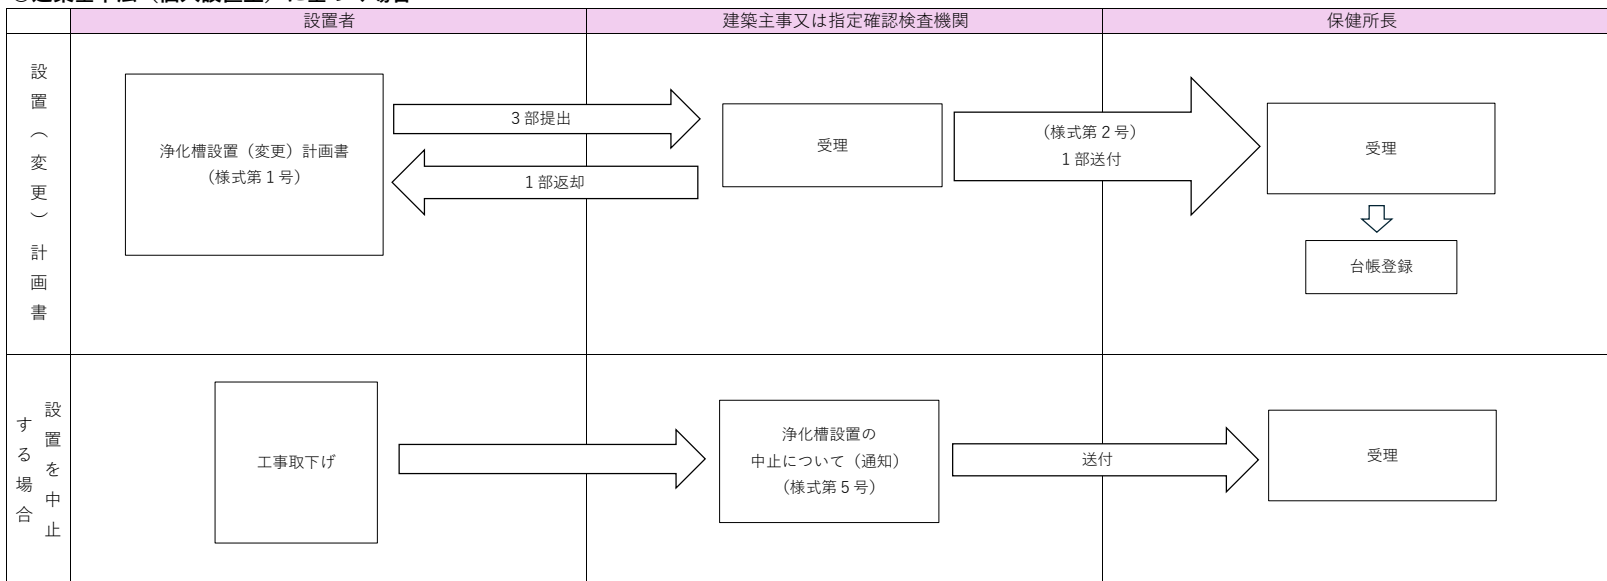 設置者
建築主事又は指定確認検査機関
保健所長
設置（変更）計画書
浄化槽設置（変更）計画書
（様式第１号）
３部提出
１部返却
受理
（様式第２号）
１部送付
受理
台帳登録
設置を中止
する場合
工事取下げ
浄化槽設置の
中止について（通知）
（様式第５号）
送付
受理